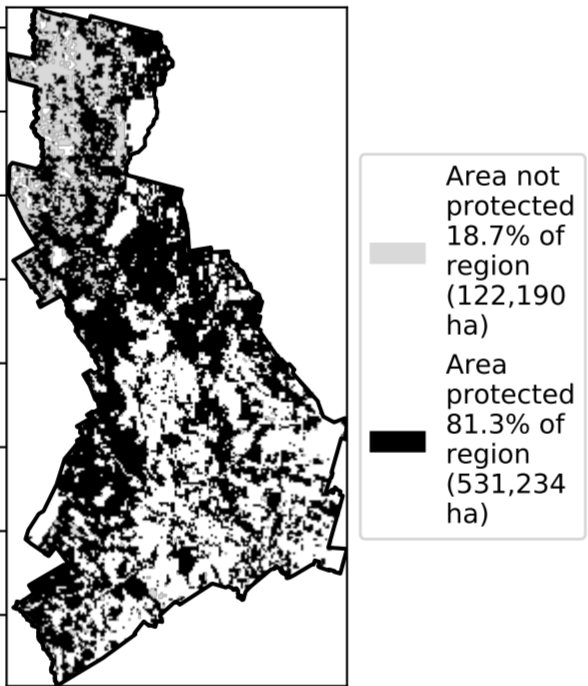 Area not
protected
18.7% of
region
(122,190
ha)
Area
protected
81.3% of
region
(531,234
ha)